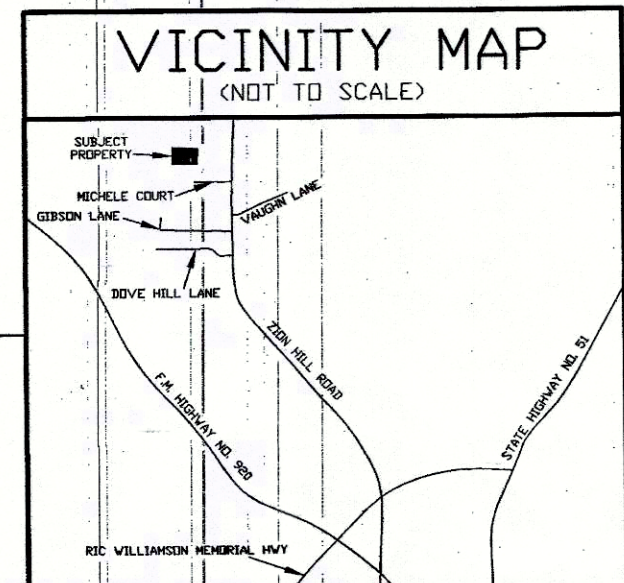 VICINITY MAP
(NOT TO SCALE)
SUBJECT
PROPERTY
MICHELE COURT
VAUGHN LANE
GIBSON LANE
DOVE HILL LANE
ZION HILL ROAD
STATE HIGHWAY NO. 51
F.M. HIGHWAY NO. 920
RIC WILLIAMSON MEMORIAL HWY